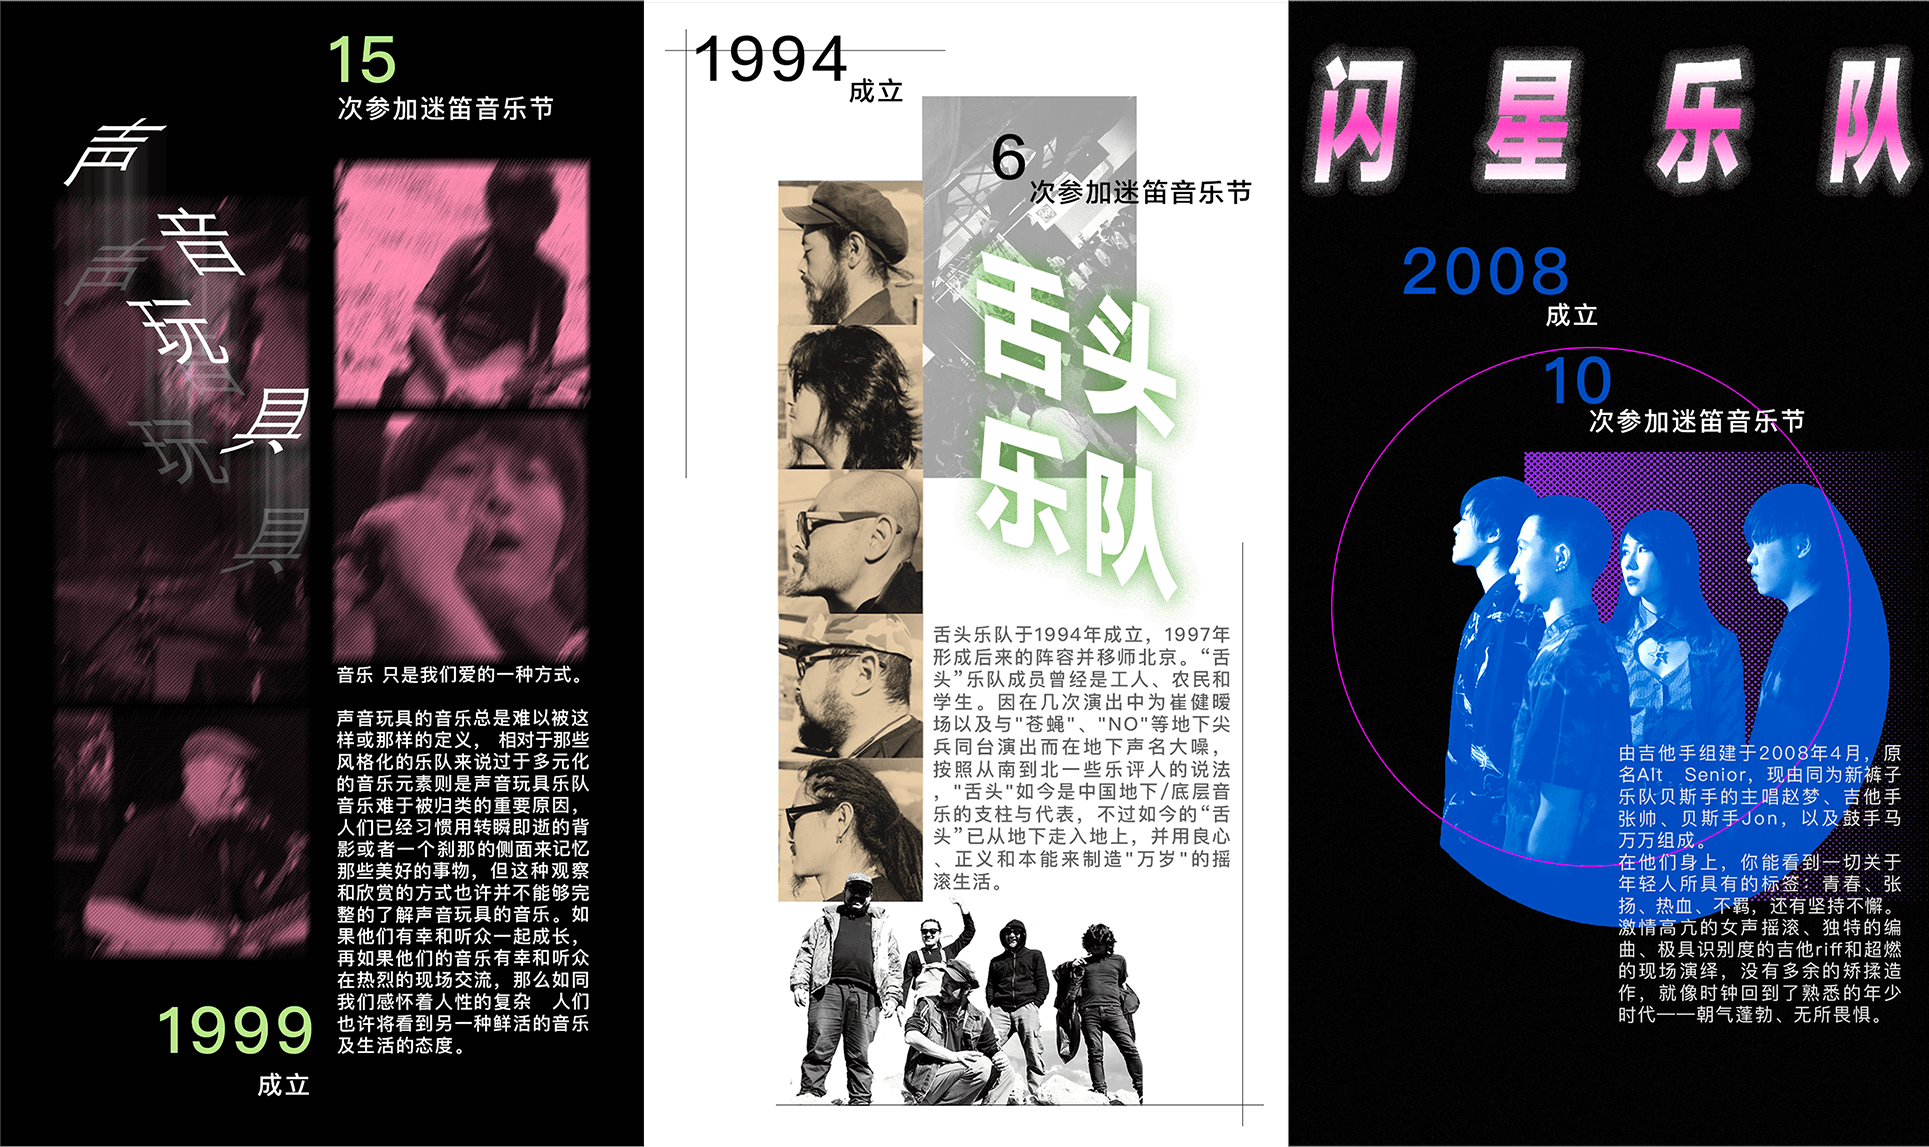 15
次参加迷笛音乐节
声
音
玩
具
声
音
玩
具
音乐 只是我们爱的一种方式。
声音玩具的音乐总是难以被这
样或那样的定义， 相对于那些
风格化的乐队来说过于多元化
的音乐元素则是声音玩具乐队
音乐难于被归类的重要原因，
人们已经习惯用转瞬即逝的背
影或者一个刹那的侧面来记忆
那些美好的事物，但这种观察
和欣赏的方式也许并不能够完
整的了解声音玩具的音乐。如
果他们有幸和听众一起成长，
再如果他们的音乐有幸和听众
在热烈的现场交流，那么如同
我们感怀着人性的复杂　人们
也许将看到另一种鲜活的音乐
及生活的态度。
1999
成立
1994
成立
6
次参加迷笛音乐节
舌头
乐队
舌头乐队于1994年成立，1997年
形成后来的阵容并移师北京。“舌
头”乐队成员曾经是工人、农民和
学生。因在几次演出中为崔健暖
场以及与"苍蝇"、"NO"等地下尖
兵同台演出而在地下声名大噪，
按照从南到北一些乐评人的说法
，"舌头"如今是中国地下/底层音
乐的支柱与代表，不过如今的“舌
头”已从地下走入地上，并用良心
、正义和本能来制造"万岁"的摇
滚生活。
闪星乐队
2008
成立
10
次参加迷笛音乐节
由吉他手组建于2008年4月，原
名Alt　Senior，现由同为新裤子
乐队贝斯手的主唱赵梦、吉他手
张帅、贝斯手Jon，以及鼓手马
万万组成。
在他们身上，你能看到一切关于
年轻人所具有的标签：青春、张
扬、热血、不羁，还有坚持不懈。
激情高亢的女声摇滚、独特的编
曲、极具识别度的吉他riff和超燃
的现场演绎，没有多余的矫揉造
作，就像时钟回到了熟悉的年少
时代——朝气蓬勃、无所畏惧。